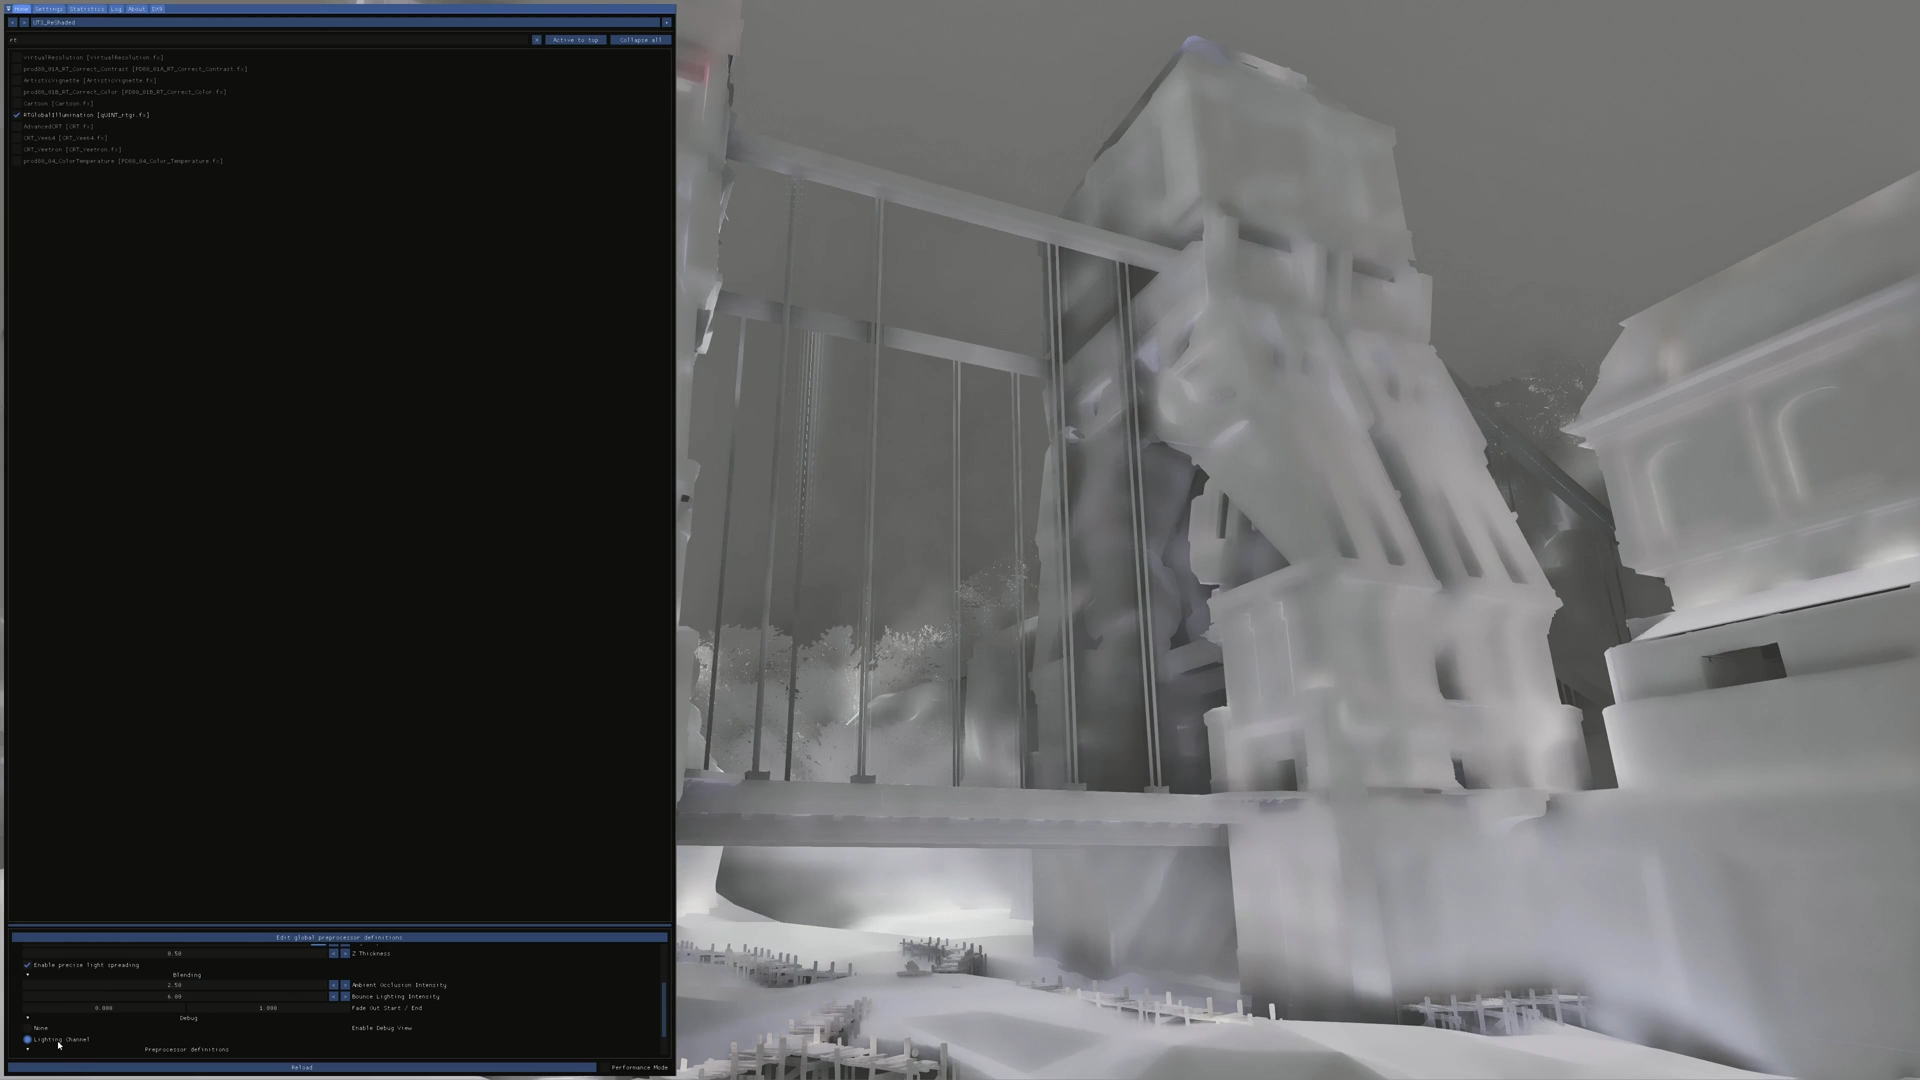 Home Settings Statistics Log About DX9
< > UT3_ReShaded +
rt x Active to top Collapse all
VirtualResolution [VirtualResolution.fx]
prod80_01A_RT_Correct_Contrast [PD80_01A_RT_Correct_Contrast.fx]
ArtisticVignette [ArtisticVignette.fx]
prod80_01B_RT_Correct_Color [PD80_01B_RT_Correct_Color.fx]
Cartoon [Cartoon.fx]
RTGlobalIllumination [qUINT_rtgi.fx]
AdvancedCRT [CRT.fx]
CRT_Yee64 [CRT_Yee64.fx]
CRT_Yeetron [CRT_Yeetron.fx]
prod80_04_ColorTemperature [PD80_04_Color_Temperature.fx]
Edit global preprocessor definitions
0.50 < > Z Thickness
Enable precise light spreading
Blending
2.50 < > Ambient Occlusion Intensity
6.00 < > Bounce Lighting Intensity
0.000 1.000 Fade Out Start / End
Debug
None Enable Debug View
Lighting Channel
Preprocessor definitions
Reload Performance Mode